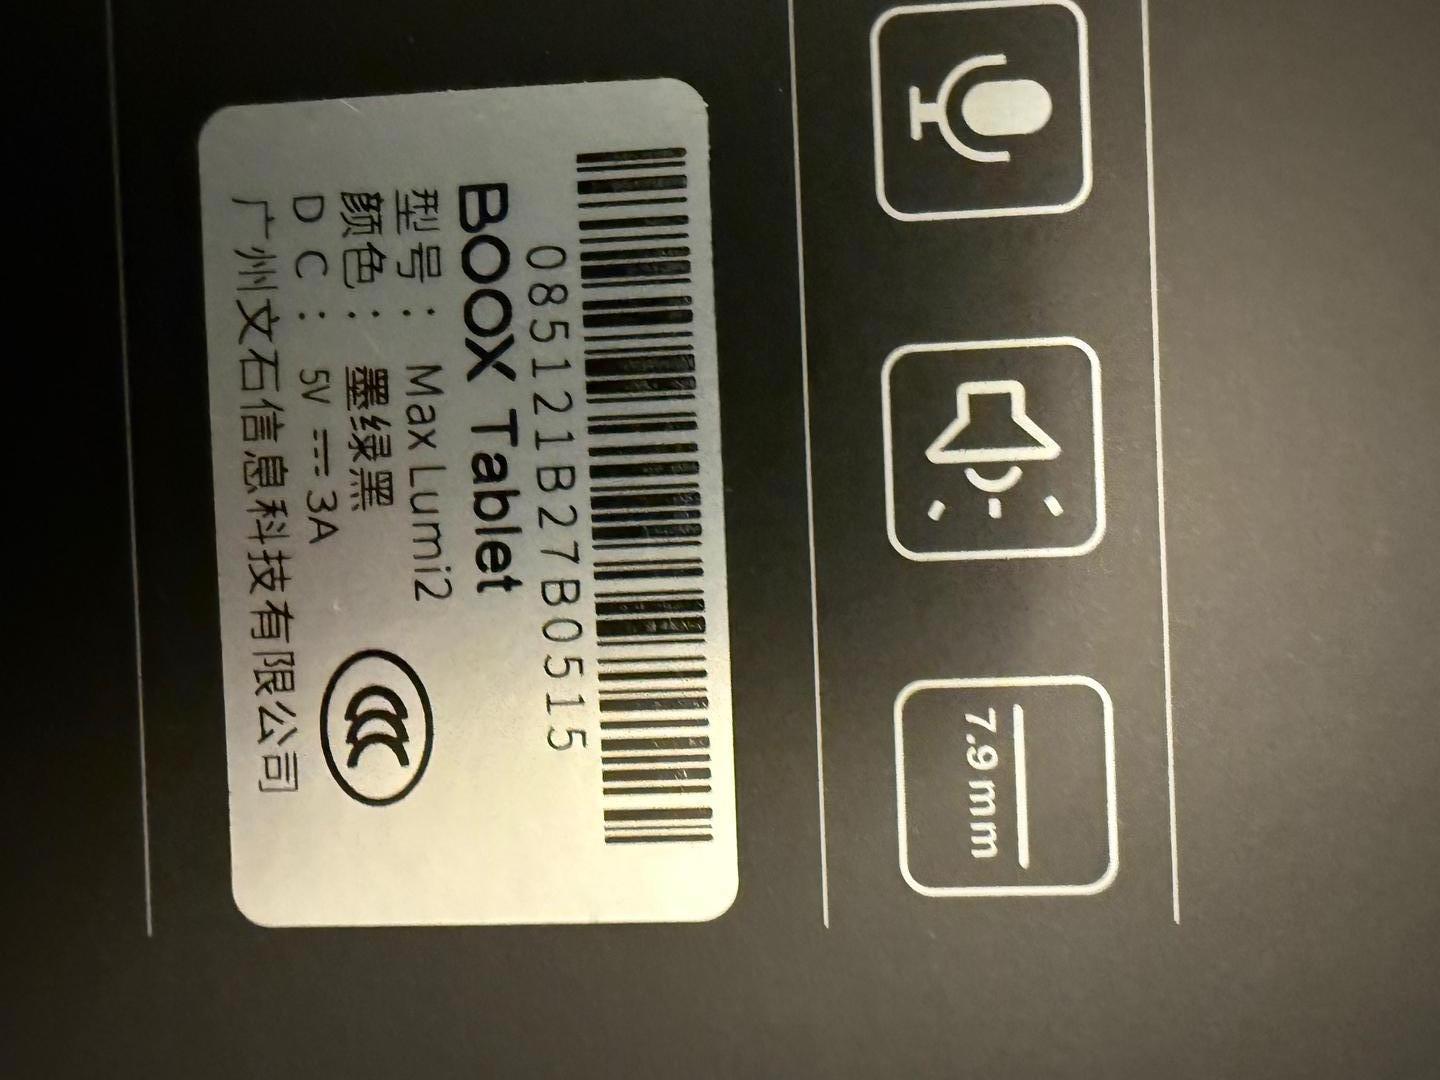 085121B27B0515
BOOX Tablet
型号： Max Lumi2
颜色： 墨绿黑
DC： 5V ⎓ 3A
广州文石信息科技有限公司
7.9mm